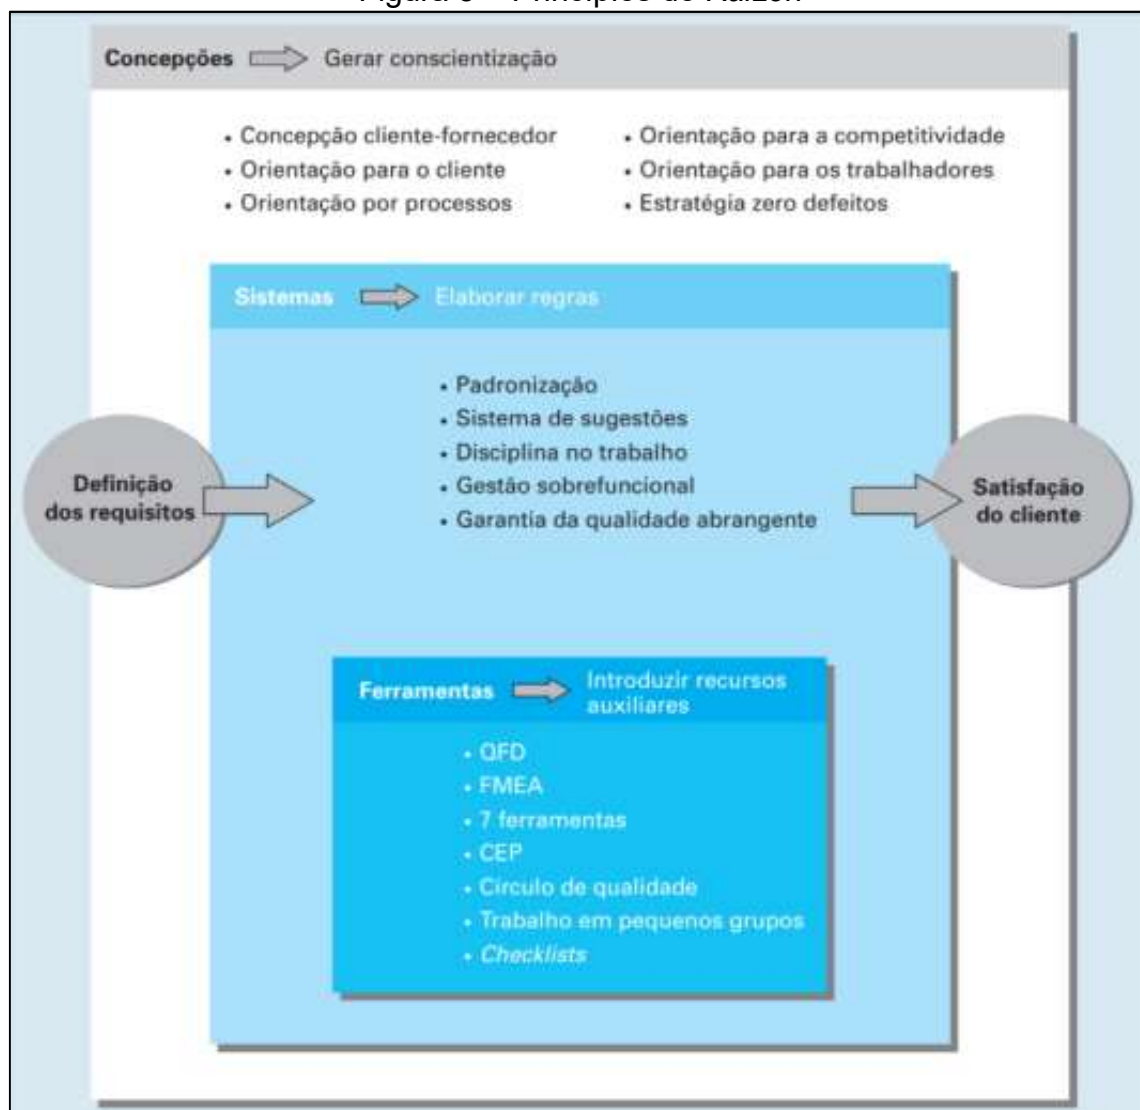 Concepções Gerar conscientização
• Concepção cliente-fornecedor
• Orientação para o cliente
• Orientação por processos
• Orientação para a competitividade
• Orientação para os trabalhadores
• Estratégia zero defeitos
Sistemas Elaborar regras
• Padronização
• Sistema de sugestões
• Disciplina no trabalho
• Gestão sobrefuncional
• Garantia da qualidade abrangente
Definição
dos requisitos
Satisfação
do cliente
Ferramentas Introduzir recursos
auxiliares
• QFD
• FMEA
• 7 ferramentas
• CEP
• Círculo de qualidade
• Trabalho em pequenos grupos
• Checklists